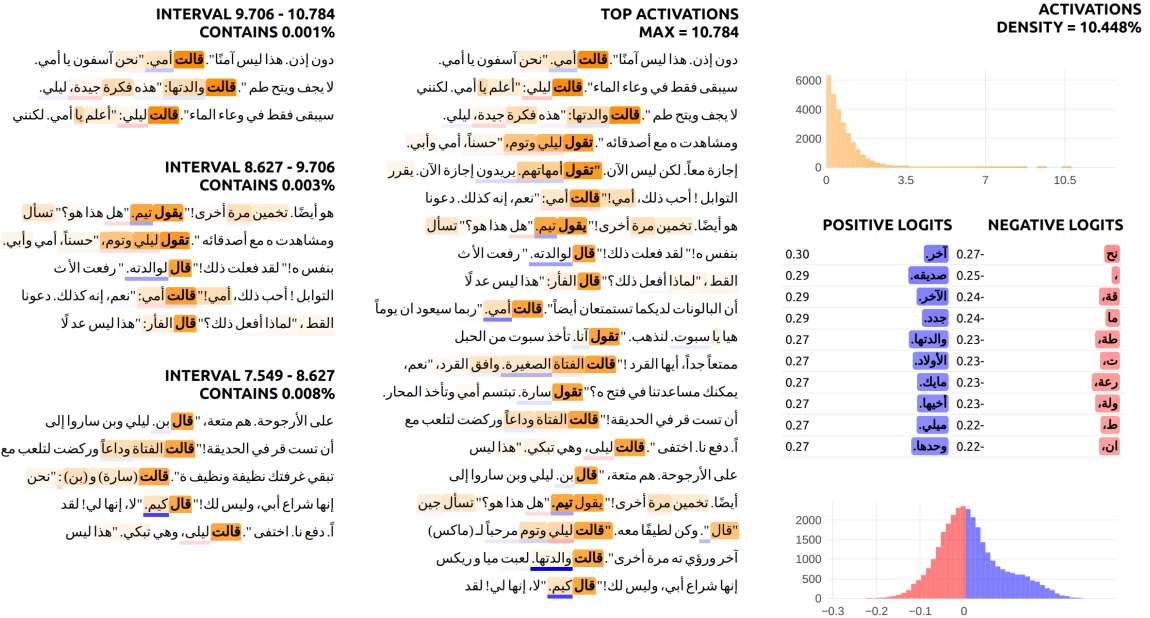 INTERVAL 9.706 - 10.784
CONTAINS 0.001%
دون إذن. هذا ليس آمنًا". قالت أمي. "نحن آسفون يا أمي.
لا يجف ويتح طم ". قالت والدتها: "هذه فكرة جيدة، ليلي.
سيبقى فقط في وعاء الماء". قالت ليلي: "أعلم يا أمي. لكنني
INTERVAL 8.627 - 9.706
CONTAINS 0.003%
هو أيضًا. تخمين مرة أخرى!" يقول تيم. "هل هذا هو؟" تسأل
ومشاهدت ه مع أصدقائه ". تقول ليلي وتوم، "حسناً، أمي وأبي.
بنفس ه!" لقد فعلت ذلك!" قال لوالدته. " رفعت الأ ث
التوابل ! أحب ذلك، أمي!" قالت أمي: "نعم، إنه كذلك. دعونا
القط ، "لماذا أفعل ذلك؟" قال الفأر: "هذا ليس عد لًا
INTERVAL 7.549 - 8.627
CONTAINS 0.008%
على الأرجوحة. هم متعة، " قال بن. ليلي وبن ساروا إلى
أن تست قر في الحديقة!" قالت الفتاة وداعاً وركضت لتلعب مع
تبقي غرفتك نظيفة ونظيف ة". قالت (سارة) و (بن) : "نحن
إنها شراع أبي، وليس لك!" قال كيم. "لا، إنها لي! لقد
أ. دفع نا. اختفى ". قالت ليلى، وهي تبكي. "هذا ليس
TOP ACTIVATIONS
MAX = 10.784
دون إذن. هذا ليس آمنًا". قالت أمي. "نحن آسفون يا أمي.
سيبقى فقط في وعاء الماء". قالت ليلي: "أعلم يا أمي. لكنني
لا يجف ويتح طم ". قالت والدتها: "هذه فكرة جيدة، ليلي.
ومشاهدت ه مع أصدقائه ". تقول ليلي وتوم، "حسناً، أمي وأبي.
إجازة معاً. لكن ليس الآن. "تقول أمهاتهم. يريدون إجازة الآن. يقرر
التوابل ! أحب ذلك، أمي!" قالت أمي: "نعم، إنه كذلك. دعونا
هو أيضًا. تخمين مرة أخرى!" يقول تيم. "هل هذا هو؟" تسأل
بنفس ه!" لقد فعلت ذلك!" قال لوالدته. " رفعت الأ ث
القط ، "لماذا أفعل ذلك؟" قال الفأر: "هذا ليس عد لًا
أن البالونات لديكما تستمتعان أيضاً". قالت أمي. "ربما سيعود ان يوماً
هيا يا سبوت. لنذهب. " تقول آنا. تأخذ سبوت من الحبل
ممتعاً جداً، أيها القرد !" قالت الفتاة الصغيرة. وافق القرد، "نعم،
يمكنك مساعدتنا في فتح ه؟" تقول سارة. تبتسم أمي وتأخذ المحار.
أن تست قر في الحديقة!" قالت الفتاة وداعاً وركضت لتلعب مع
أ. دفع نا. اختفى ". قالت ليلى، وهي تبكي. "هذا ليس
على الأرجوحة. هم متعة، " قال بن. ليلي وبن ساروا إلى
أيضًا. تخمين مرة أخرى!" يقول تيم. "هل هذا هو؟" تسأل جين
"قال ". وكن لطيفًا معه. "قالت ليلي وتوم مرحباً لـ (ماكس)
آخر ورؤي ته مرة أخرى". قالت والدتها. لعبت ميا وريكس
إنها شراع أبي، وليس لك!" قال كيم. "لا، إنها لي! لقد
ACTIVATIONS
DENSITY = 10.448%
6000
4000
2000
0
0 3.5 7 10.5
POSITIVE LOGITS NEGATIVE LOGITS
0.30 آخر. 0.27- نح
0.29 صديقه. 0.25- ،
0.29 الآخر. 0.24- قة،
0.29 جدد. 0.24- ما
0.27 والدتها. 0.23- طة،
0.27 الأولاد. 0.23- ت،
0.27 مايك. 0.23- رعة،
0.27 أخيها. 0.23- ولة،
0.27 ميلي. 0.22- ط،
0.27 وحدها. 0.22- ان،
2000
1500
1000
500
0
−0.3 −0.2 −0.1 0